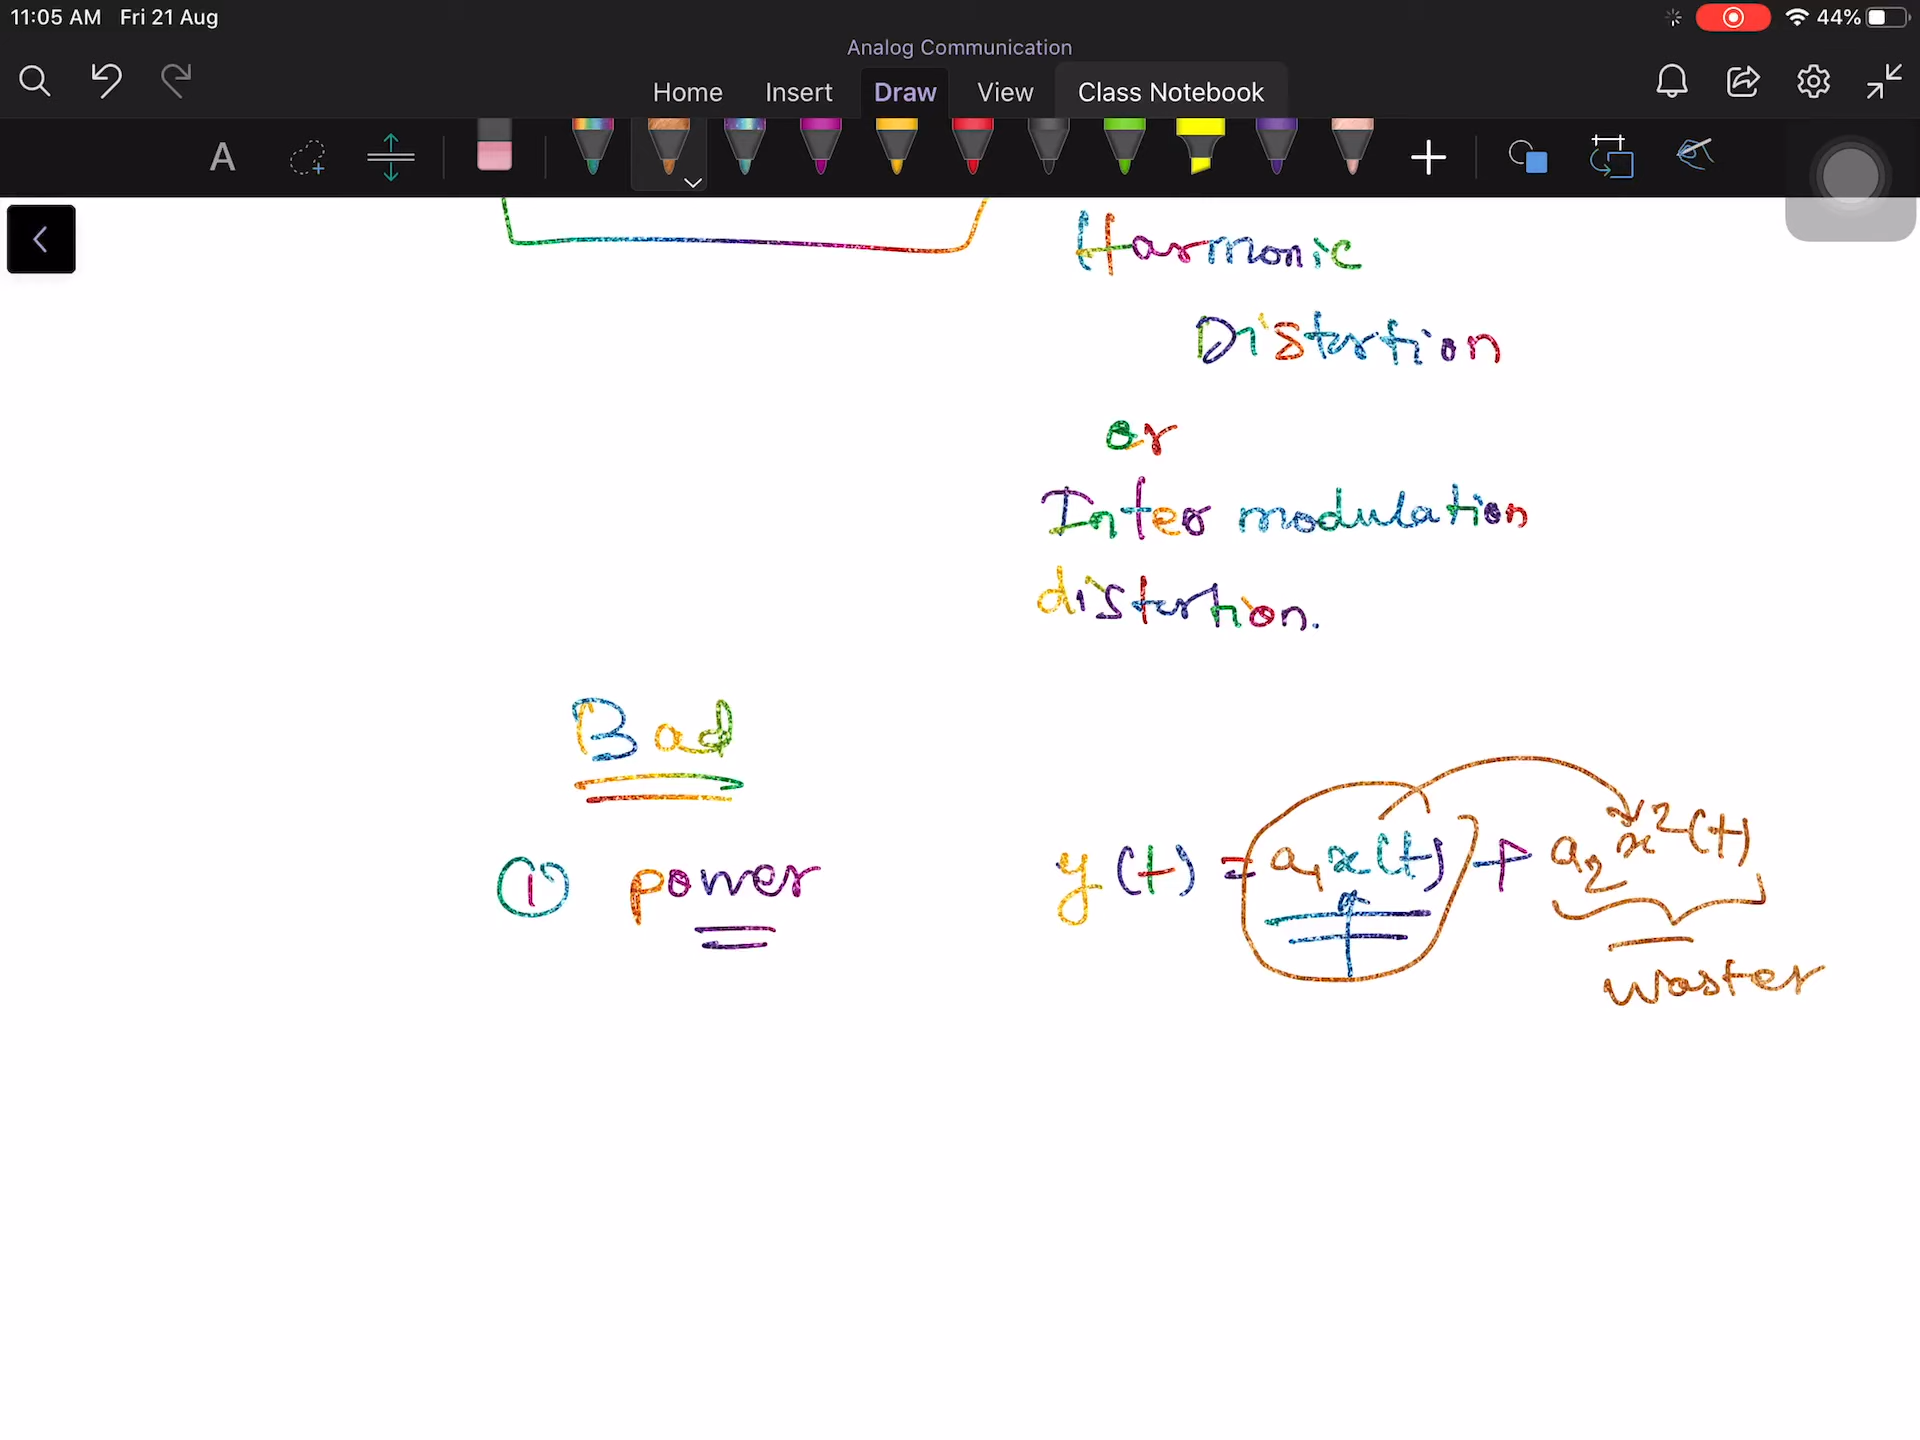 11:05 AM Fri 21 Aug
44%
Analog Communication
Home Insert Draw View Class Notebook
A
Harmonic
Distortion
or
Inter modulation
distortion.
Bad
① power
y(t) = a₁x(t) + a₂x²(t)
waster